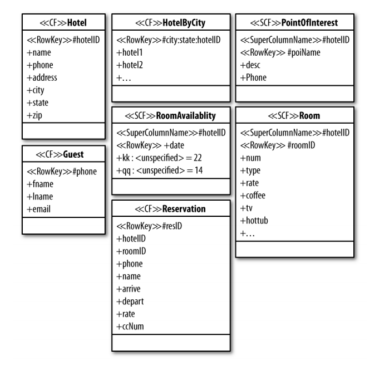 <<CF>>Hotel
<<RowKey>>#hotelID
+name
+phone
+address
+city
+state
+zip
<<CF>>HotelByCity
<<RowKey>>#city:state:hotelID
+hotel1
+hotel2
+...
<<SCF>>PointOfInterest
<<SuperColumnName>>#hotelID
<<RowKey>> #poiName
+desc
+Phone
<<CF>>Guest
<<RowKey>>#phone
+fname
+lname
+email
<<SCF>>RoomAvailablity
<<SuperColumnName>>#hotelID
<<RowKey>> +date
+kk : <unspecified> = 22
+qq : <unspecified> = 14
<<SCF>>Room
<<SuperColumnName>>#hotelID
<<RowKey>> #roomID
+num
+type
+rate
+coffee
+tv
+hottub
+...
<<CF>>Reservation
<<RowKey>>#resID
+hotelID
+roomID
+phone
+name
+arrive
+depart
+rate
+ccNum